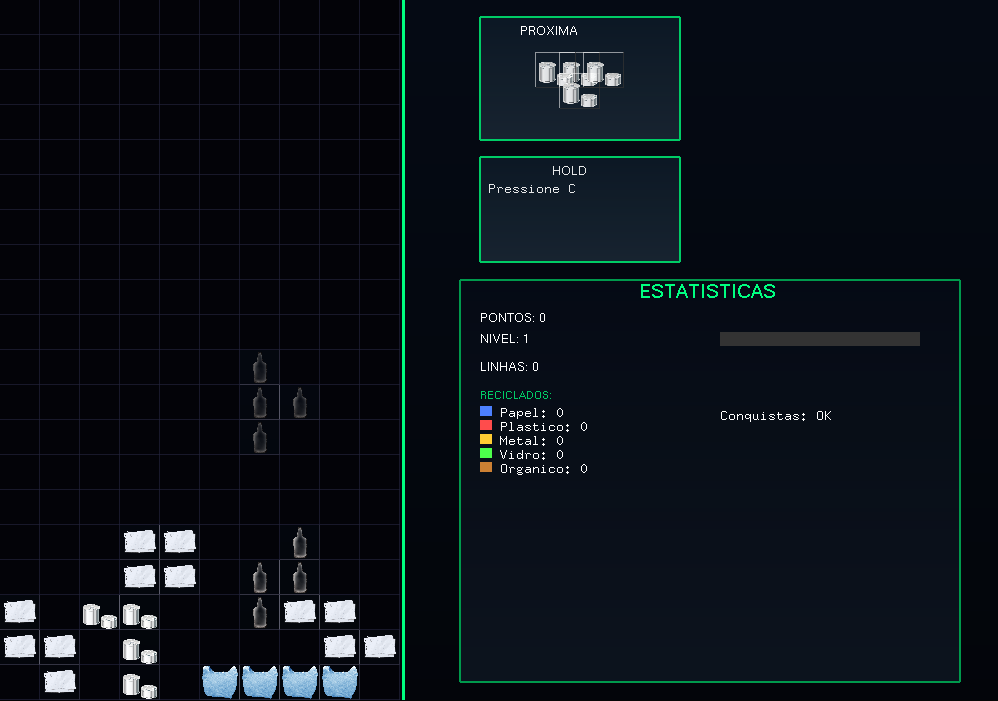 PROXIMA
HOLD
Pressione C
ESTATISTICAS
PONTOS: 0
NIVEL: 1
LINHAS: 0
RECICLADOS:
Papel: 0
Plastico: 0
Metal: 0
Vidro: 0
Organico: 0
Conquistas: OK